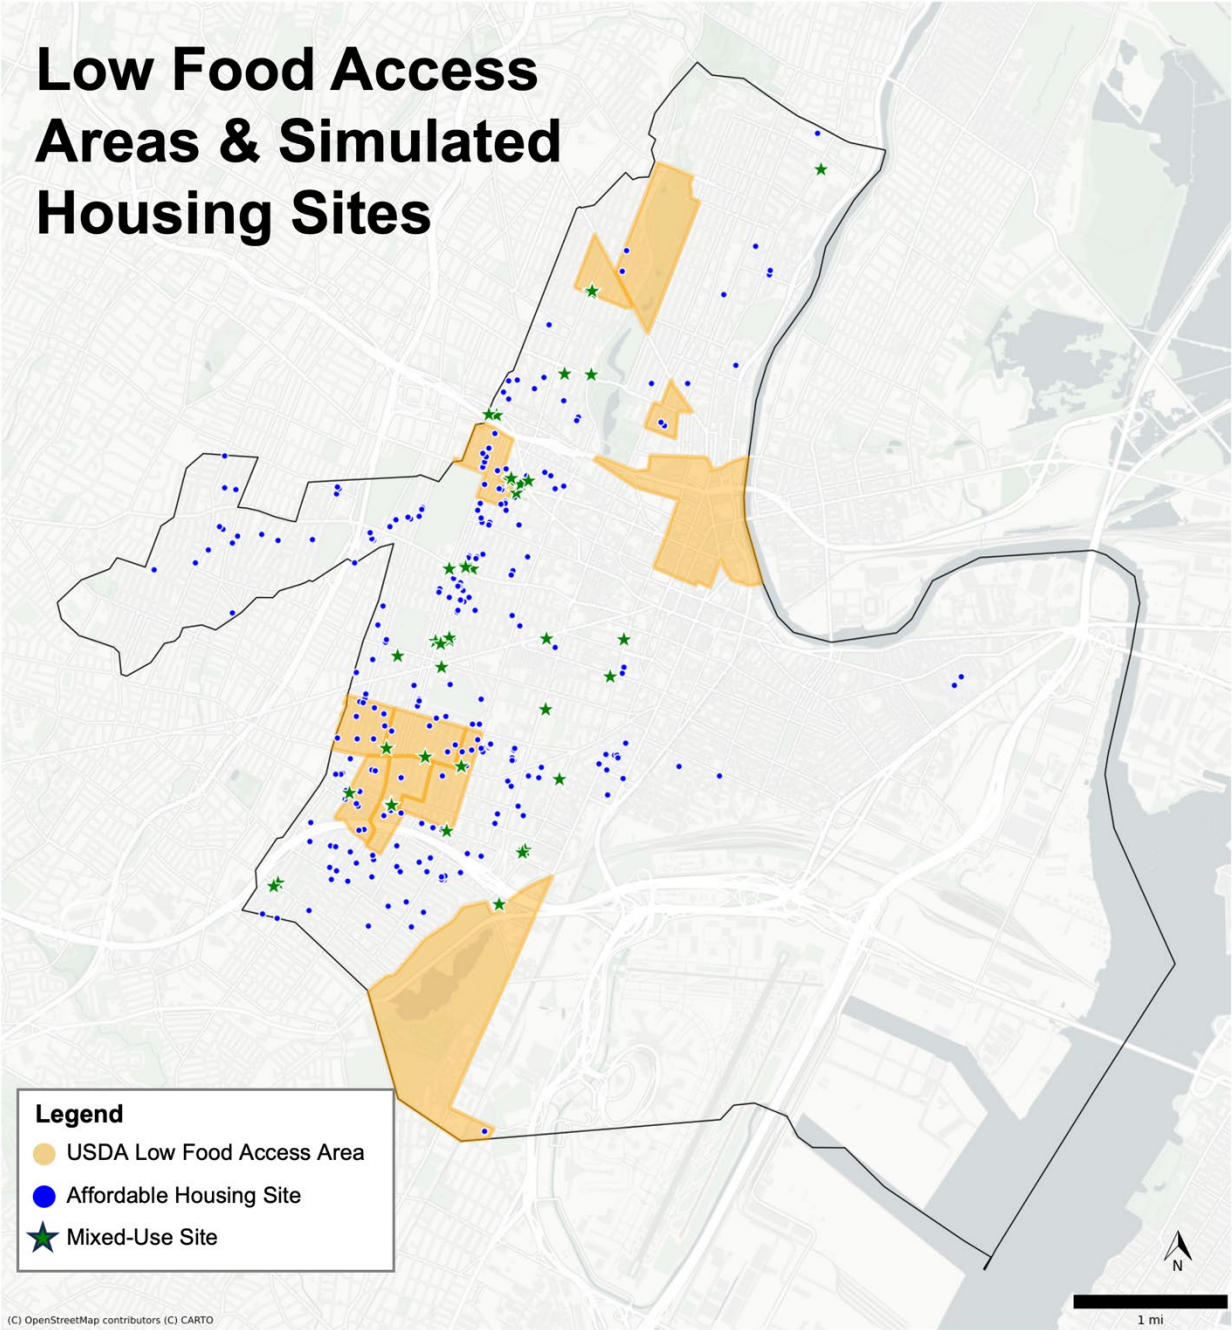 Low Food Access
Areas & Simulated
Housing Sites
Legend
USDA Low Food Access Area
Affordable Housing Site
Mixed-Use Site
N
1 mi
(C) OpenStreetMap contributors (C) CARTO